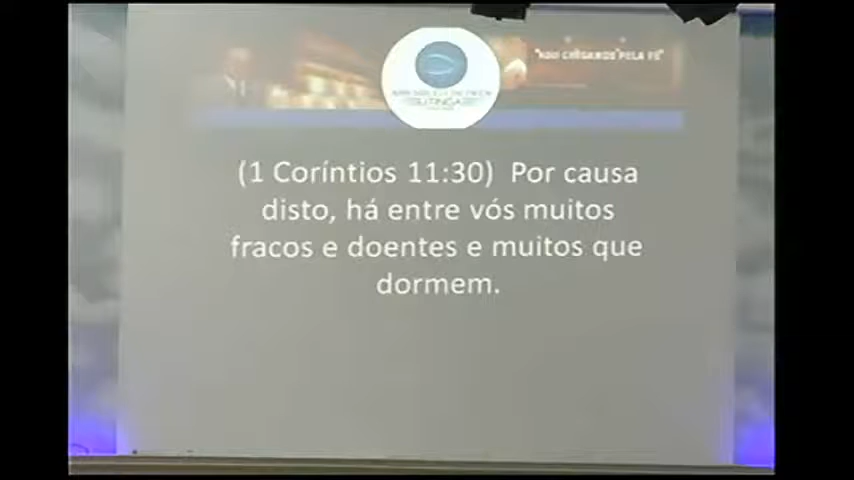 (1 Coríntios 11:30) Por causa
disto, há entre vós muitos
fracos e doentes e muitos que
dormem.